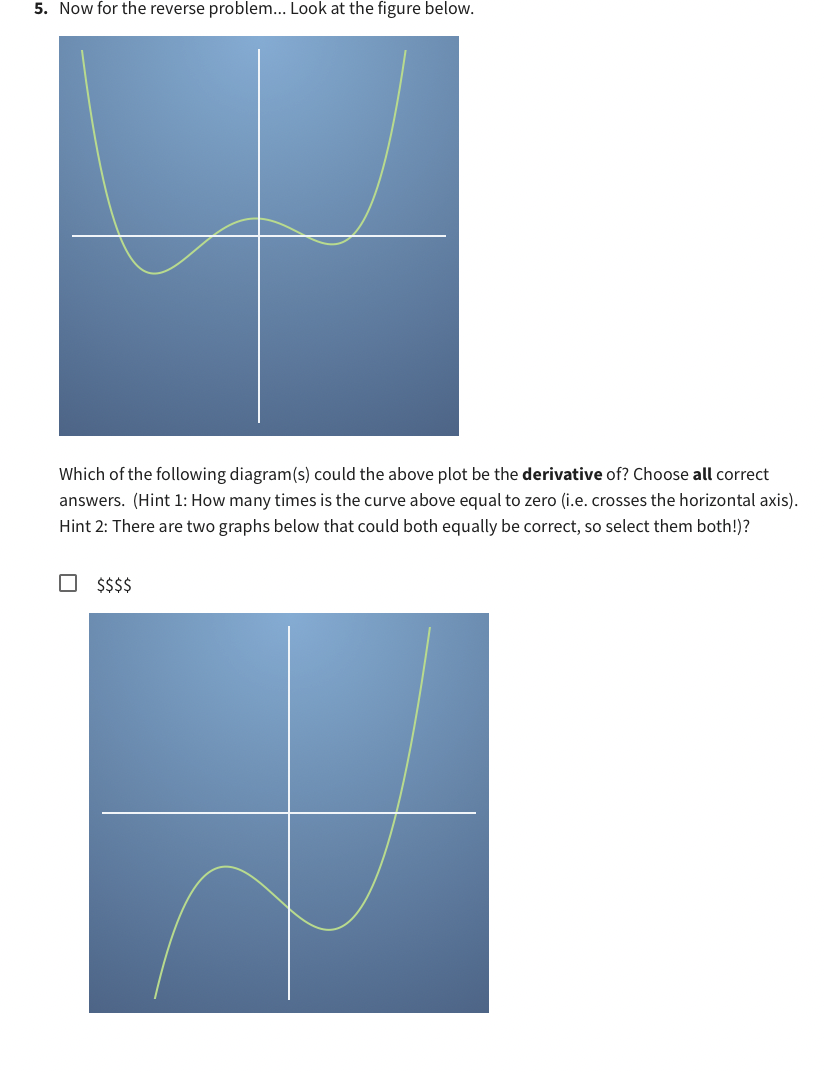 5. Now for the reverse problem... Look at the figure below.
Which of the following diagram(s) could the above plot be the derivative of? Choose all correct
answers.  (Hint 1: How many times is the curve above equal to zero (i.e. crosses the horizontal axis).
Hint 2: There are two graphs below that could both equally be correct, so select them both!)?
$$$$